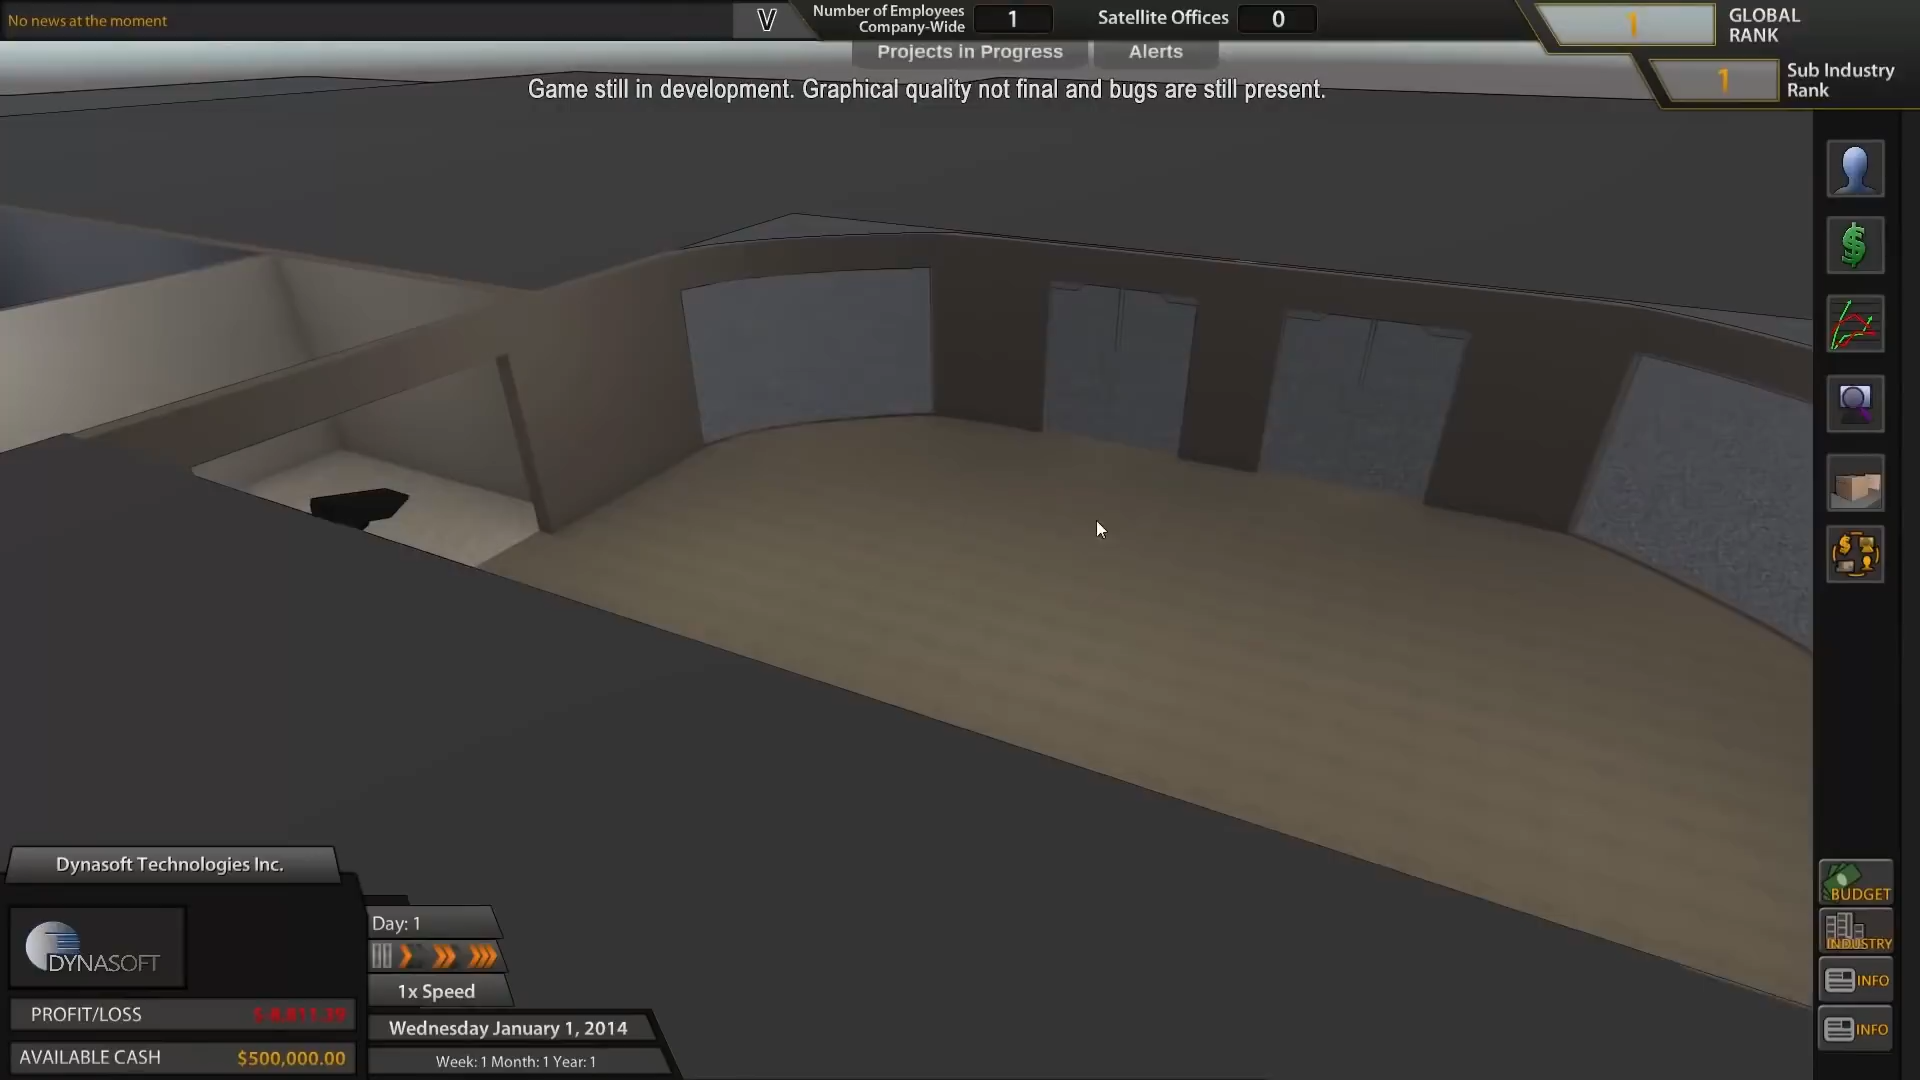 No news at the moment
V
Number of Employees
Company-Wide
1
Satellite Offices
0
1
GLOBAL
RANK
Projects in Progress
Alerts
1
Sub Industry
Rank
Game still in development. Graphical quality not final and bugs are still present.
Dynasoft Technologies Inc.
DYNASOFT
PROFIT/LOSS
AVAILABLE CASH
$500,000.00
Day: 1
1x Speed
Wednesday January 1, 2014
Week: 1 Month: 1 Year: 1
BUDGET
INDUSTRY
INFO
INFO